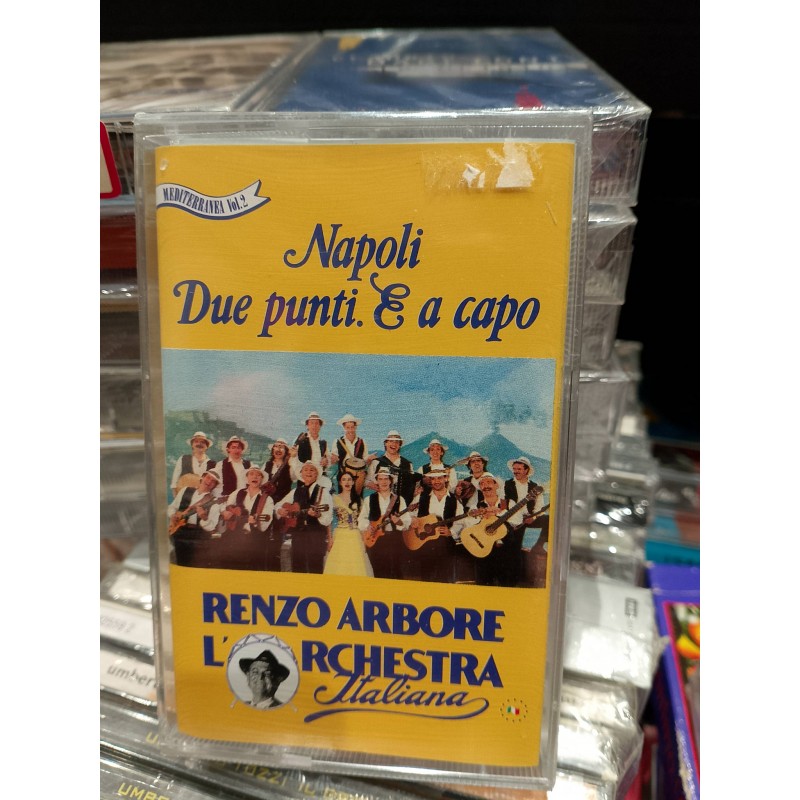 MEDITERRANEA Vol.2
Napoli
Due punti. E a capo
RENZO ARBORE
L'ORCHESTRA
Italiana